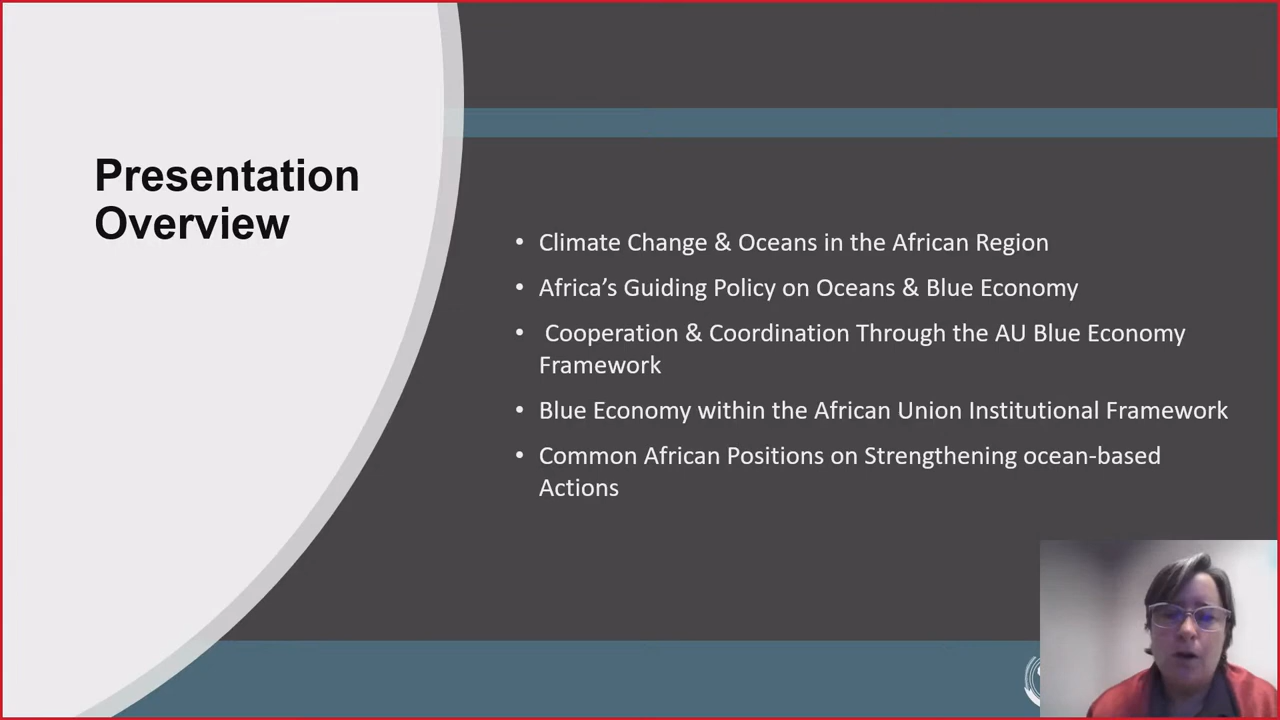 Presentation
Overview
• Climate Change & Oceans in the African Region
• Africa’s Guiding Policy on Oceans & Blue Economy
• Cooperation & Coordination Through the AU Blue Economy
Framework
• Blue Economy within the African Union Institutional Framework
• Common African Positions on Strengthening ocean-based
Actions